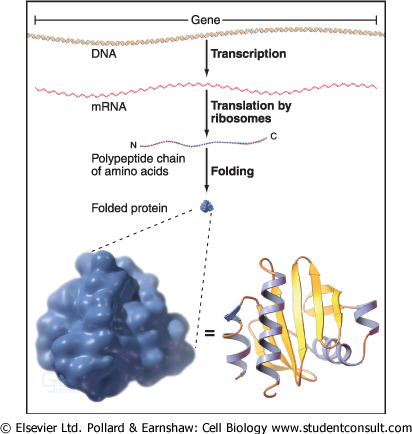 Gene
DNA
Transcription
mRNA
Translation by
ribosomes
N
C
Polypeptide chain
of amino acids
Folding
Folded protein
=
© Elsevier Ltd. Pollard & Earnshaw: Cell Biology www.studentconsult.com